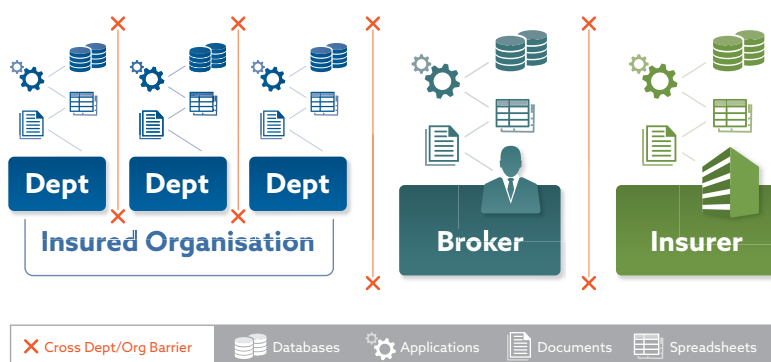 Dept
Dept
Dept
Insured Organisation
Broker
Insurer
Cross Dept/Org Barrier
Databases
Applications
Documents
Spreadsheets